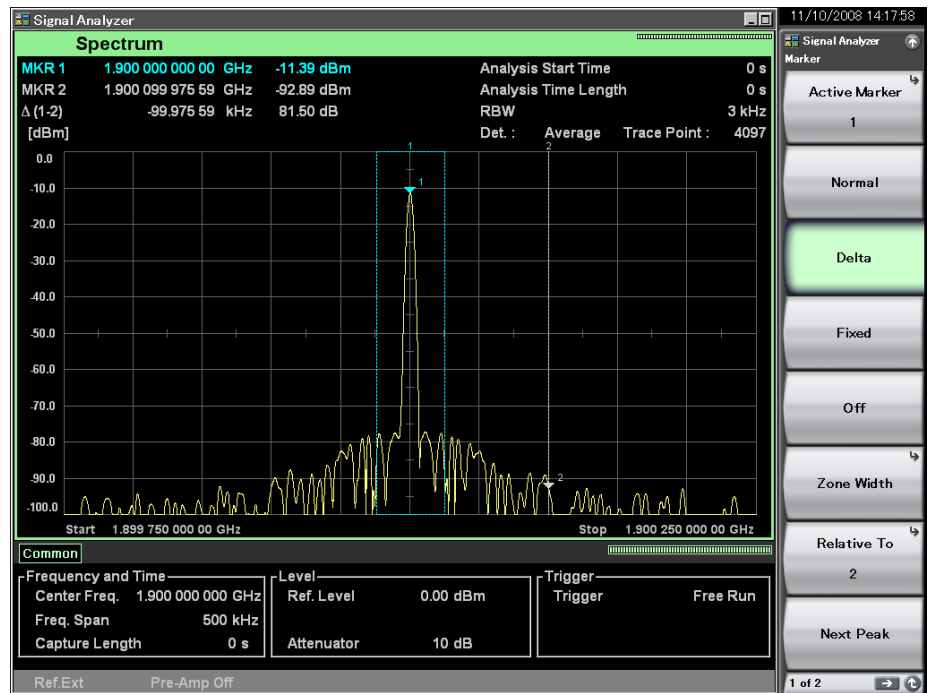 Signal Analyzer
Spectrum
MKR 1 1.900 000 000 00 GHz -11.39 dBm Analysis Start Time 0 s
MKR 2 1.900 099 975 59 GHz -92.89 dBm Analysis Time Length 0 s
Δ (1-2) -99.975 59 kHz 81.50 dB RBW 3 kHz
[dBm] Det. : Average Trace Point : 4097
1 2
0.0
-10.0
1
-20.0
-30.0
-40.0
-50.0
-60.0
-70.0
-80.0
-90.0
2
-100.0
Start 1.899 750 000 00 GHz Stop 1.900 250 000 00 GHz
Common
Frequency and Time
Center Freq. 1.900 000 000 GHz
Freq. Span 500 kHz
Capture Length 0 s
Level
Ref. Level 0.00 dBm
Attenuator 10 dB
Trigger
Trigger Free Run
Ref.Ext Pre-Amp Off
11/10/2008 14:17:58
Signal Analyzer
Marker
Active Marker
1
Normal
Delta
Fixed
Off
Zone Width
Relative To
2
Next Peak
1 of 2